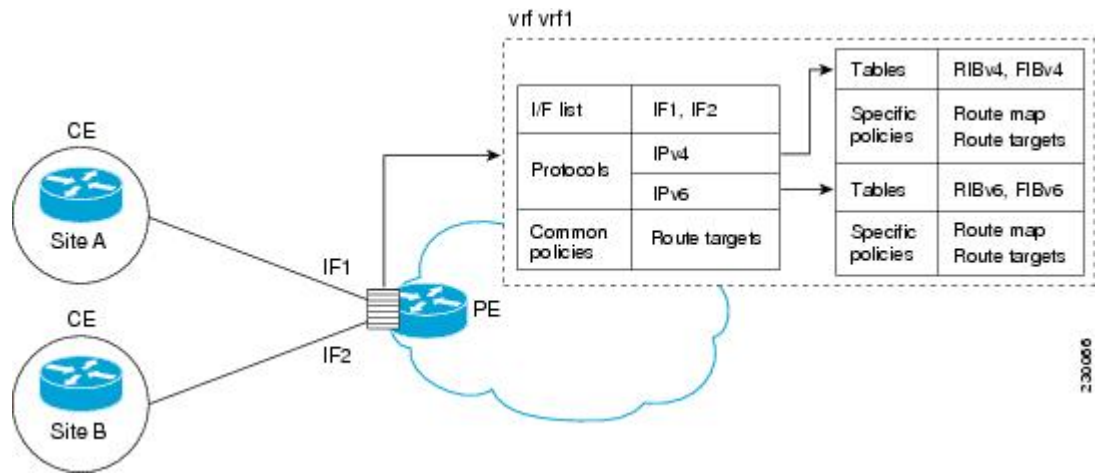 vrf vrf1
Tables RIBv4, FIBv4
I/F list IF1, IF2
Specific policies Route map
Route targets
Protocols IPv4
IPv6
Tables RIBv6, FIBv6
Common policies Route targets
Specific policies Route map
Route targets
CE
Site A
IF1
PE
CE
IF2
Site B
230066